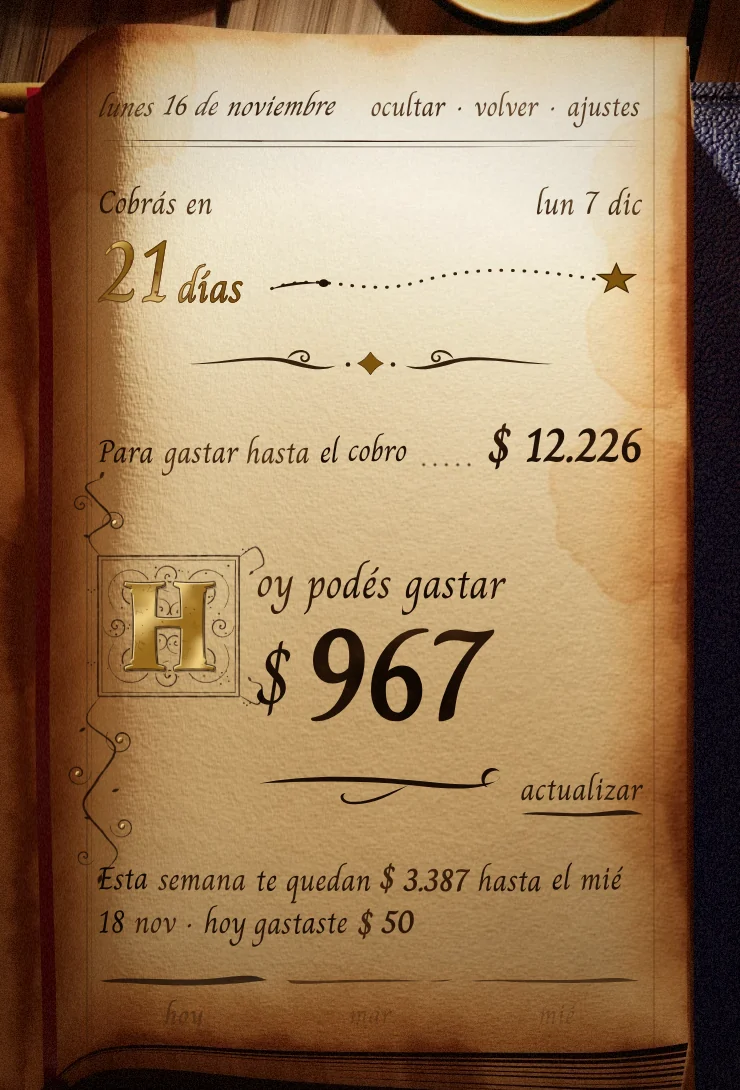 lunes 16 de noviembre ocultar · volver · ajustes
Cobrás en lun 7 dic
21 días
Para gastar hasta el cobro ..... $ 12.226
Hoy podés gastar
$ 967
actualizar
Esta semana te quedan $ 3.387 hasta el mié
18 nov · hoy gastaste $ 50
hoy mar mié